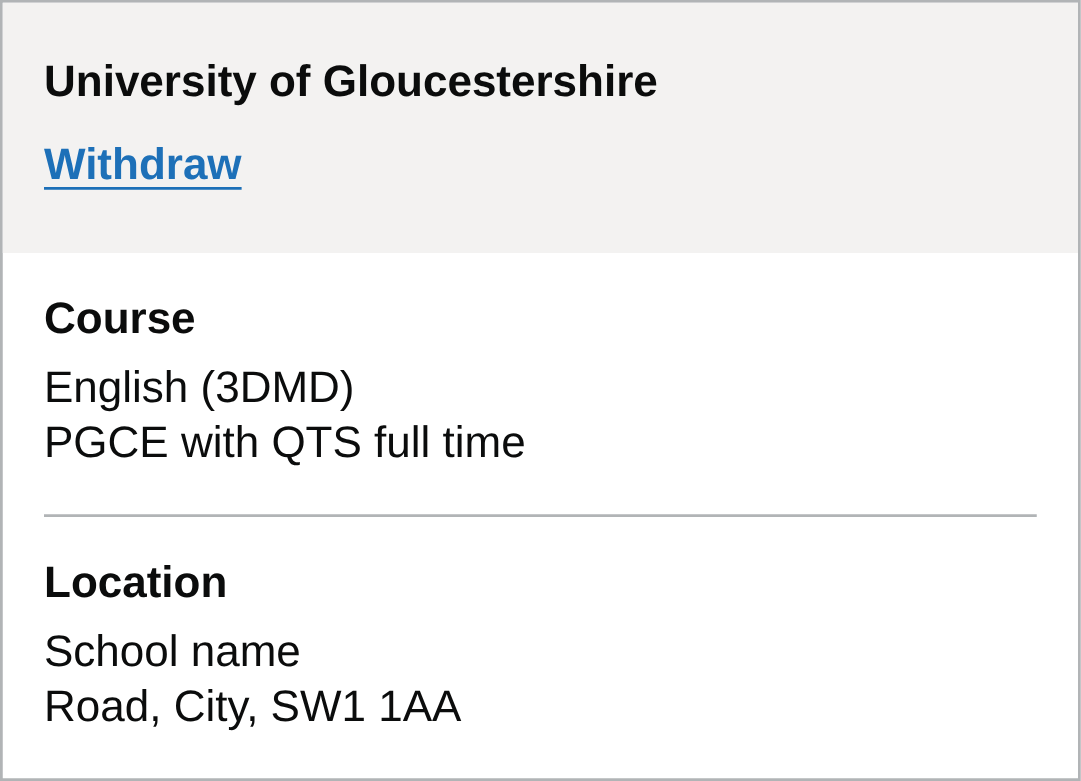 University of Gloucestershire
Withdraw
Course
English (3DMD)
PGCE with QTS full time
Location
School name
Road, City, SW1 1AA